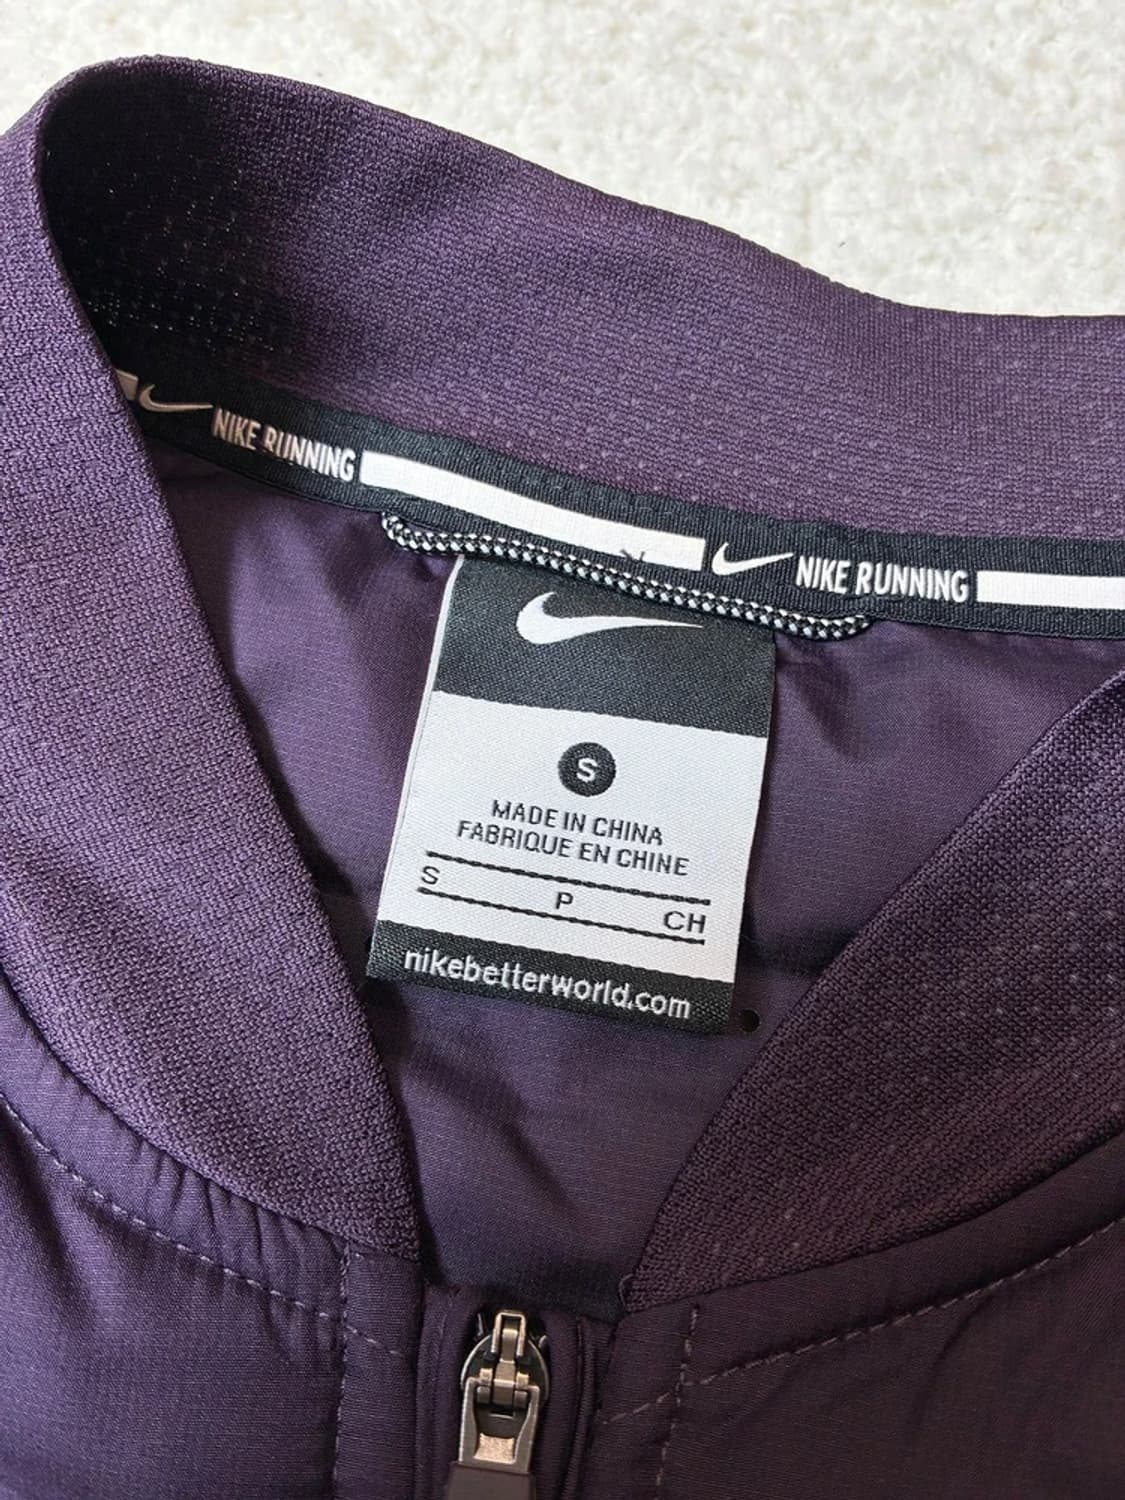 NIKE RUNNING
NIKE RUNNING
S
MADE IN CHINA
FABRIQUE EN CHINE
S P CH
nikebetterworld.com